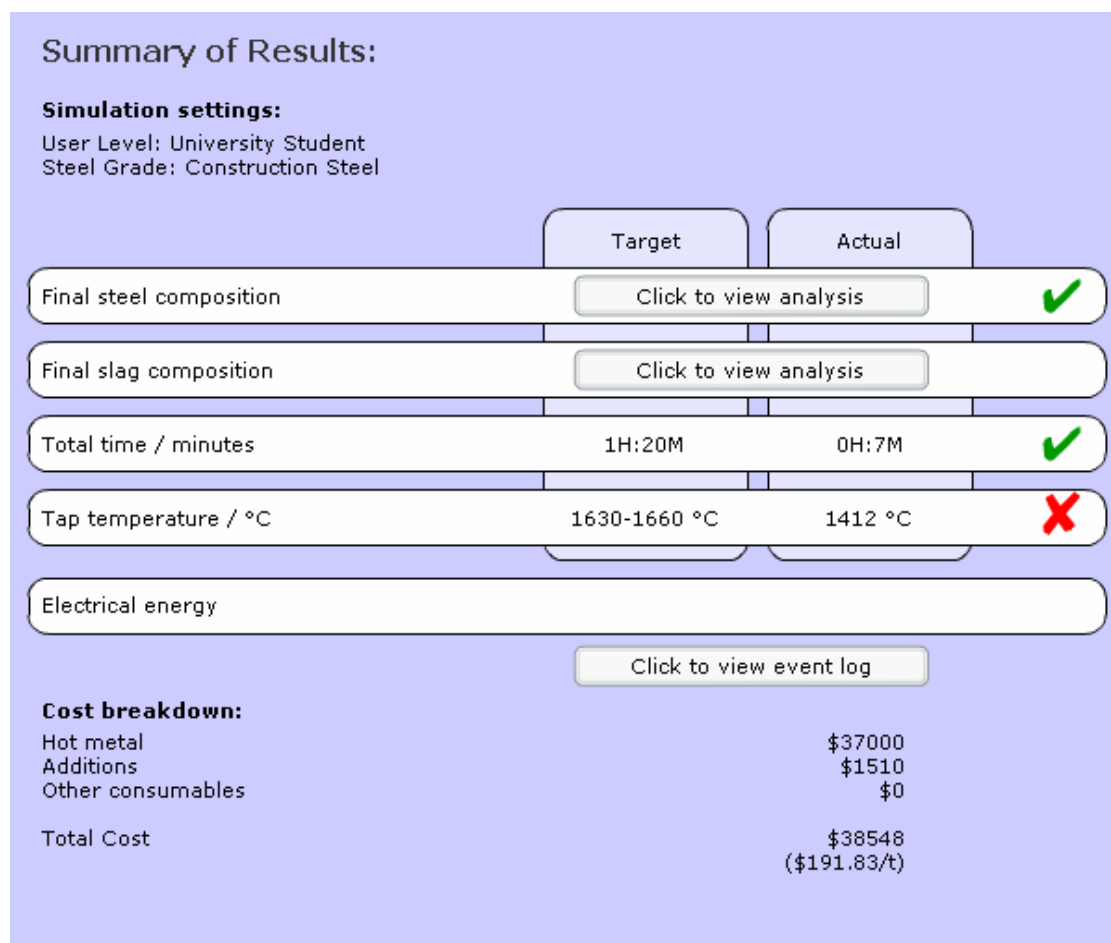 Summary of Results:
Simulation settings:
User Level: University Student
Steel Grade: Construction Steel
Target Actual
Final steel composition Click to view analysis
Final slag composition Click to view analysis
Total time / minutes 1H:20M 0H:7M
Tap temperature / °C 1630-1660 °C 1412 °C
Electrical energy
Click to view event log
Cost breakdown:
Hot metal $37000
Additions $1510
Other consumables $0
Total Cost $38548
($191.83/t)